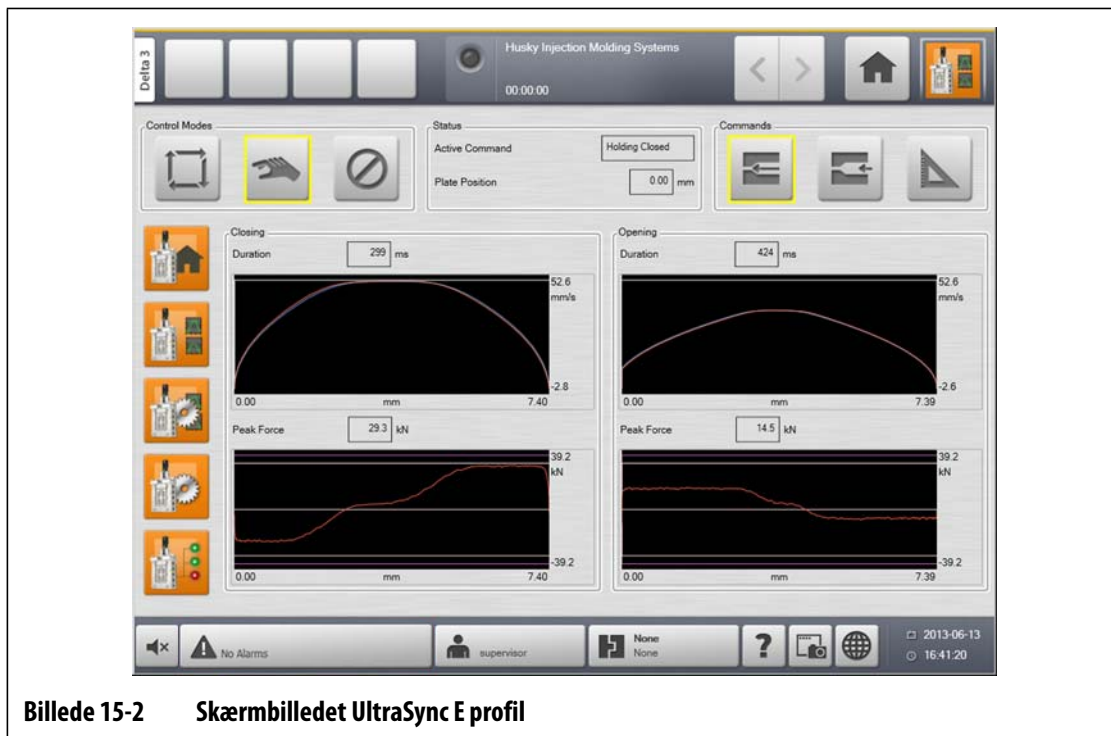 Delta 3
Husky Injection Molding Systems
00:00:00
Control Modes
Status
Active Command
Holding Closed
Plate Position
0.00 mm
Commands
Closing
Duration
299 ms
52.6
mm/s
-2.8
0.00
mm
7.40
Peak Force
29.3 kN
39.2
kN
-39.2
0.00
mm
7.40
Opening
Duration
424 ms
52.6
mm/s
-2.6
0.00
mm
7.39
Peak Force
14.5 kN
39.2
kN
-39.2
0.00
mm
7.39
No Alarms
supervisor
None
None
?
2013-06-13
16:41:20
Billede 15-2 Skærmbilledet UltraSync E profil